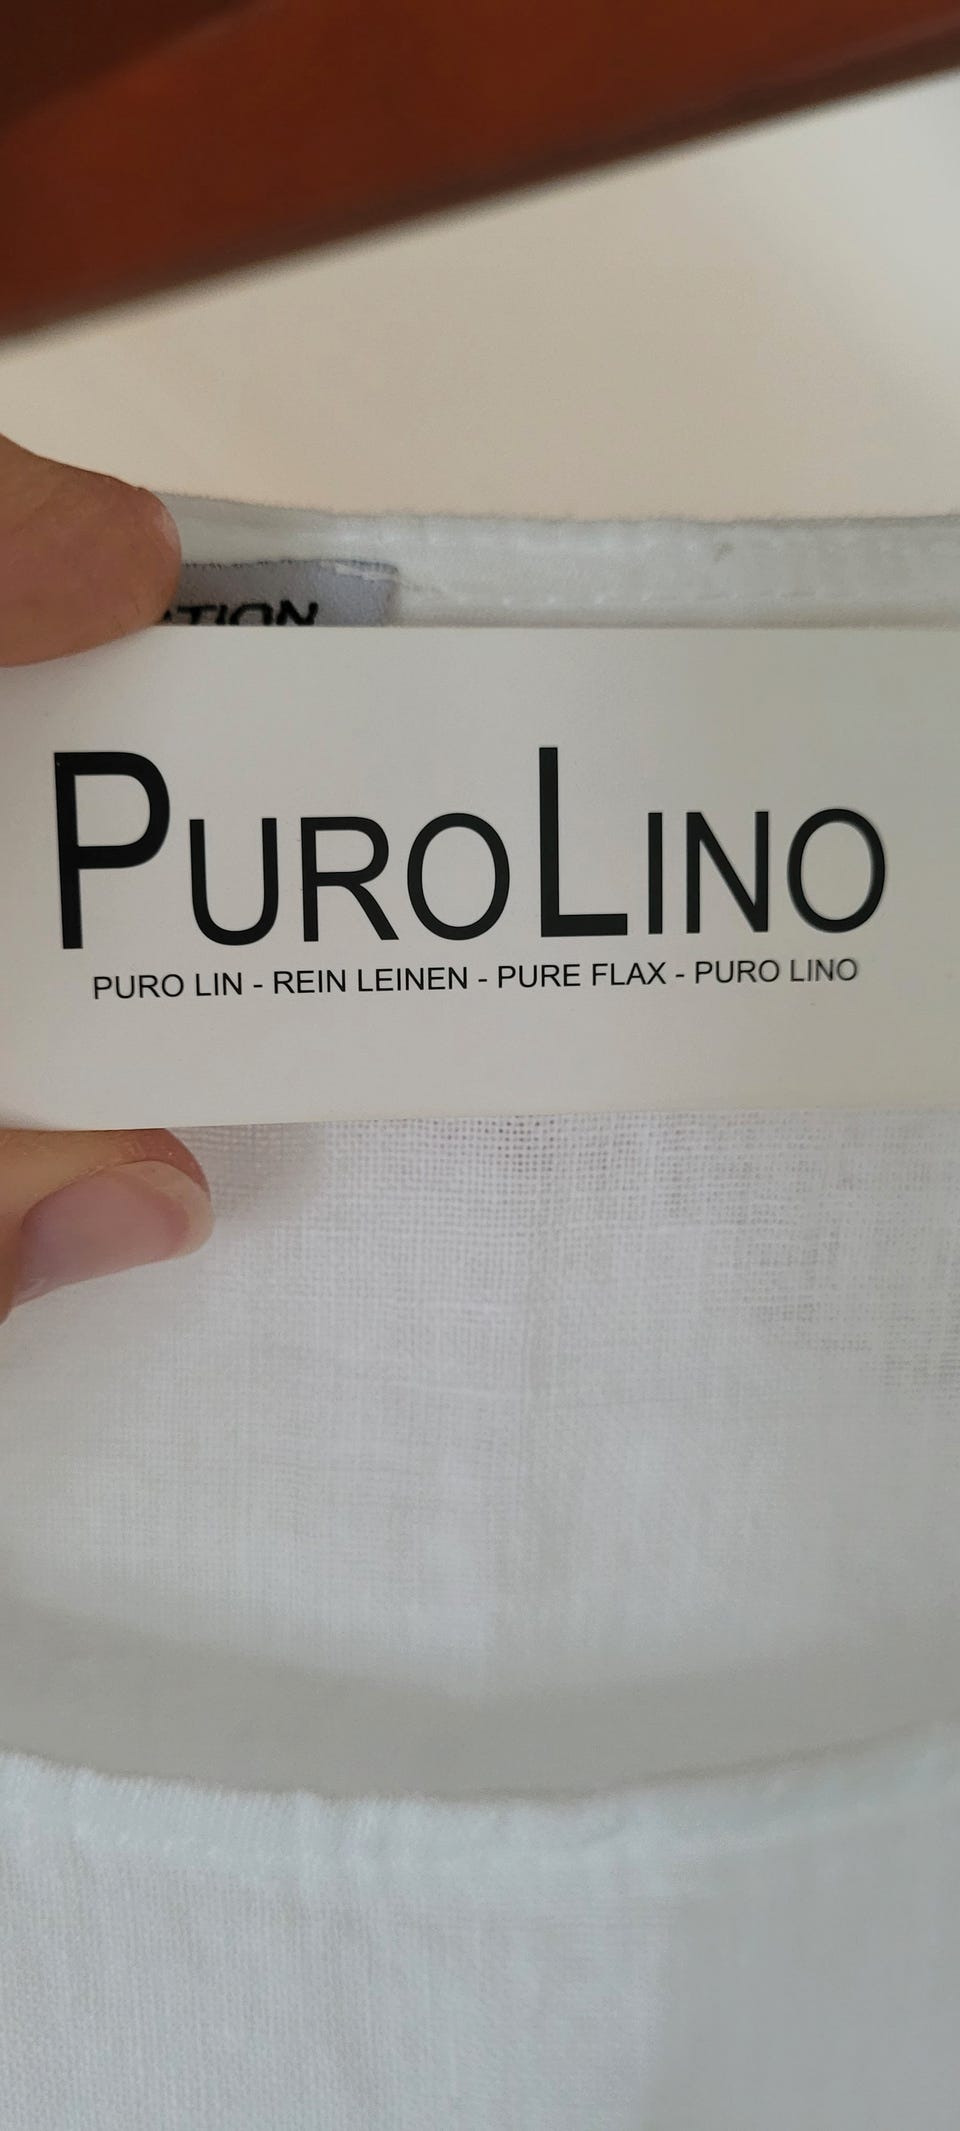 PUROLINO
PURO LIN - REIN LEINEN - PURE FLAX - PURO LINO